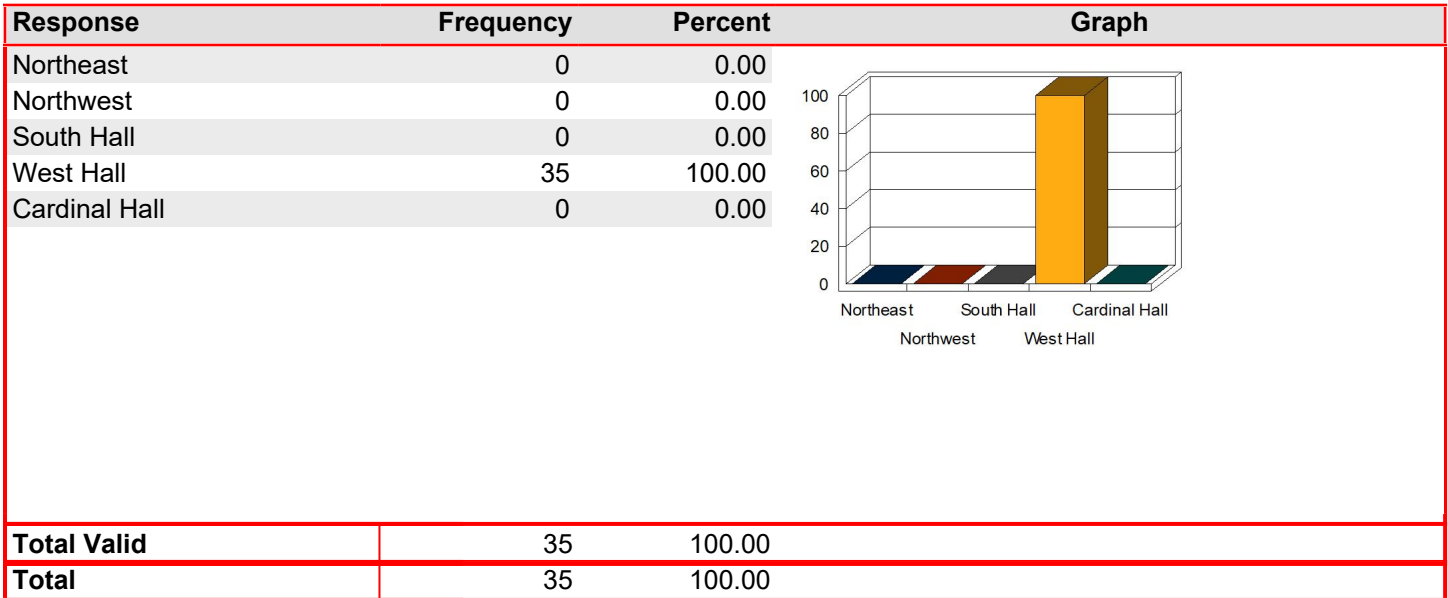 Response Frequency Percent Graph
Northeast 0 0.00
Northwest 0 0.00
South Hall 0 0.00
West Hall 35 100.00
Cardinal Hall 0 0.00
100
80
60
40
20
0
Northeast South Hall Cardinal Hall
Northwest West Hall
Total Valid 35 100.00
Total 35 100.00